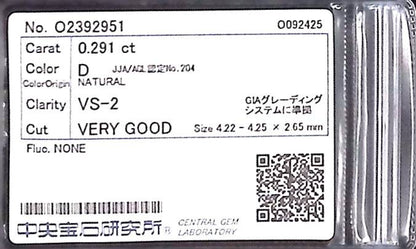 No. O2392951 O092425
Carat 0.291 ct
Color D JJA/AGL認定No.204
ColorOrigin NATURAL
Clarity VS-2 GIAグレーディング
システムに準拠
Cut VERY GOOD Size 4.22 - 4.25 × 2.65 mm
Fluo. NONE
中央宝石研究所® CENTRAL GEM
LABORATORY